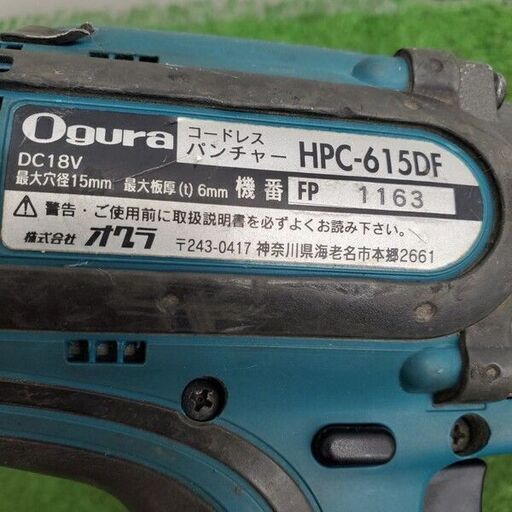 Ogura コードレス パンチャー HPC-615DF
DC18V
最大穴径15mm 最大板厚(t)6mm 機番 FP 1163
⚠警告:ご使用前に取扱説明書を必ずよくお読み下さい。
株式会社 オグラ 〒243-0417 神奈川県海老名市本郷2661